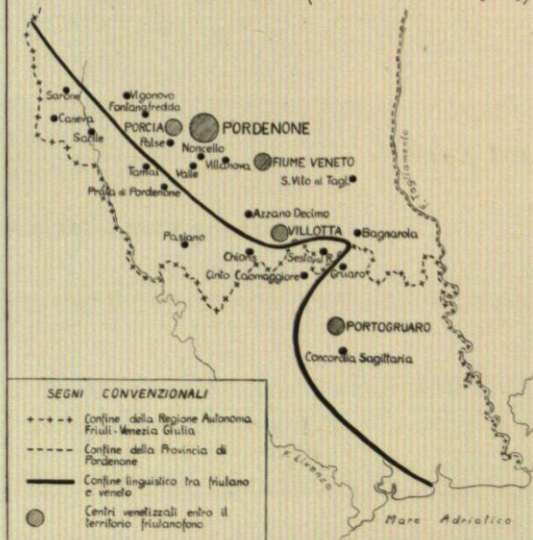 Sarone
Vigonovo
Fontanafredda
Caneva
Sacile
PORCIA
PORDENONE
Palse
Noncello
Villanova
FIUME VENETO
Tamai
Valle
S.Vito al Tagl.
Prata di Pordenone
F. Tagliamento
Azzano Decimo
VILLOTTA
Bagnarola
Pasiano
Chions
Sesto al R.
Cinto Caomaggiore
Gruaro
PORTOGRUARO
Concordia Sagittaria
SEGNI CONVENZIONALI
Confine della Regione Autonoma
Friuli-Venezia Giulia
Confine della Provincia di
Pordenone
Confine linguistico tra friulano
e veneto
Centri venetizzati entro il
territorio friulanofono
F. Livenza
Mare Adriatico